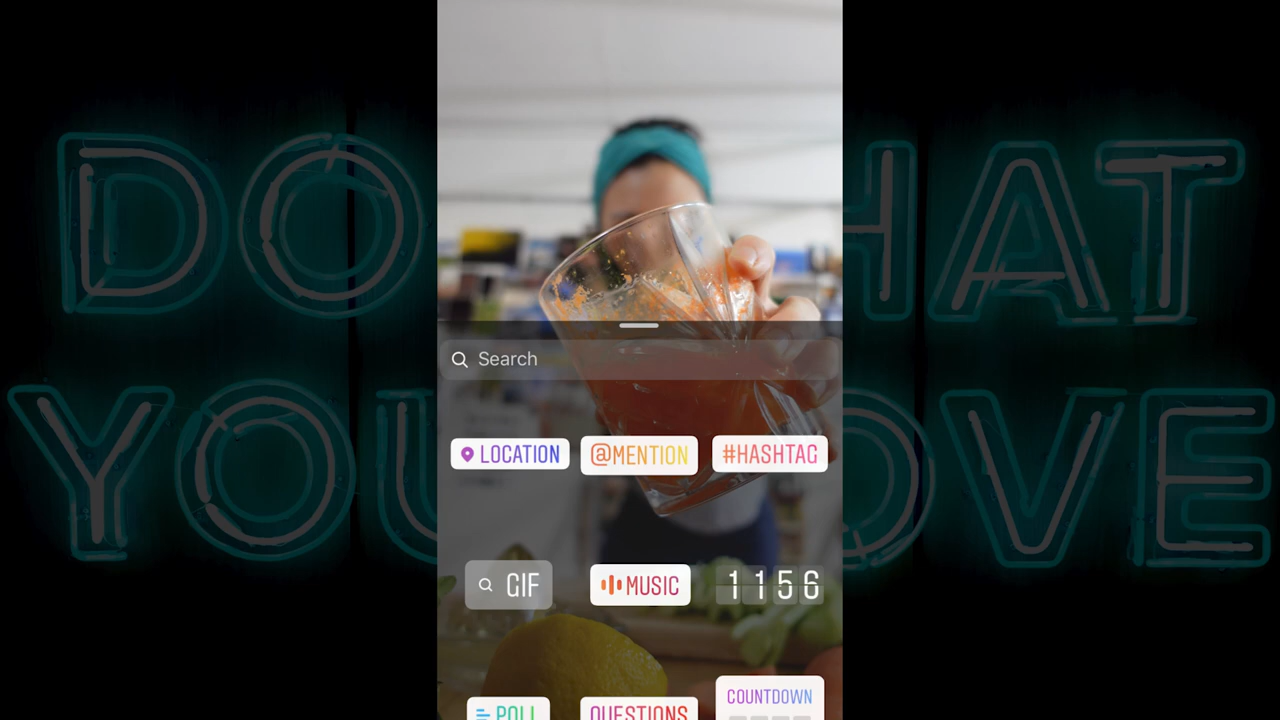 DO HAT
YOU OVE
Search
LOCATION @MENTION #HASHTAG
GIF MUSIC 1156
POLL QUESTIONS COUNTDOWN